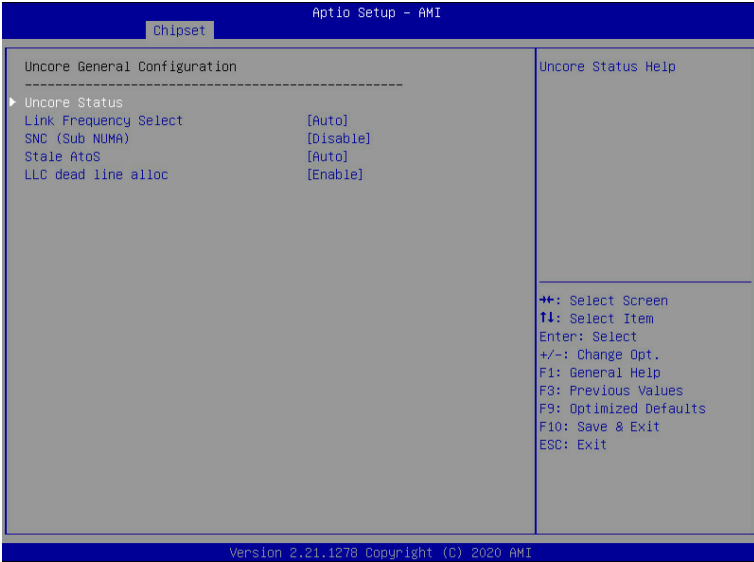 Aptio Setup – AMI
Chipset
Uncore General Configuration
------------------------------------------------
Uncore Status
Link Frequency Select [Auto]
SNC (Sub NUMA) [Disable]
Stale AtoS [Auto]
LLC dead line alloc [Enable]
Uncore Status Help
→←: Select Screen
↑↓: Select Item
Enter: Select
+/-: Change Opt.
F1: General Help
F3: Previous Values
F9: Optimized Defaults
F10: Save & Exit
ESC: Exit
Version 2.21.1278 Copyright (C) 2020 AMI